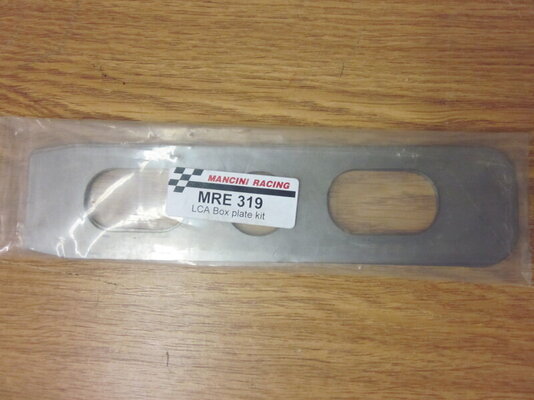 MANCINI RACING
MRE 319
LCA Box plate kit